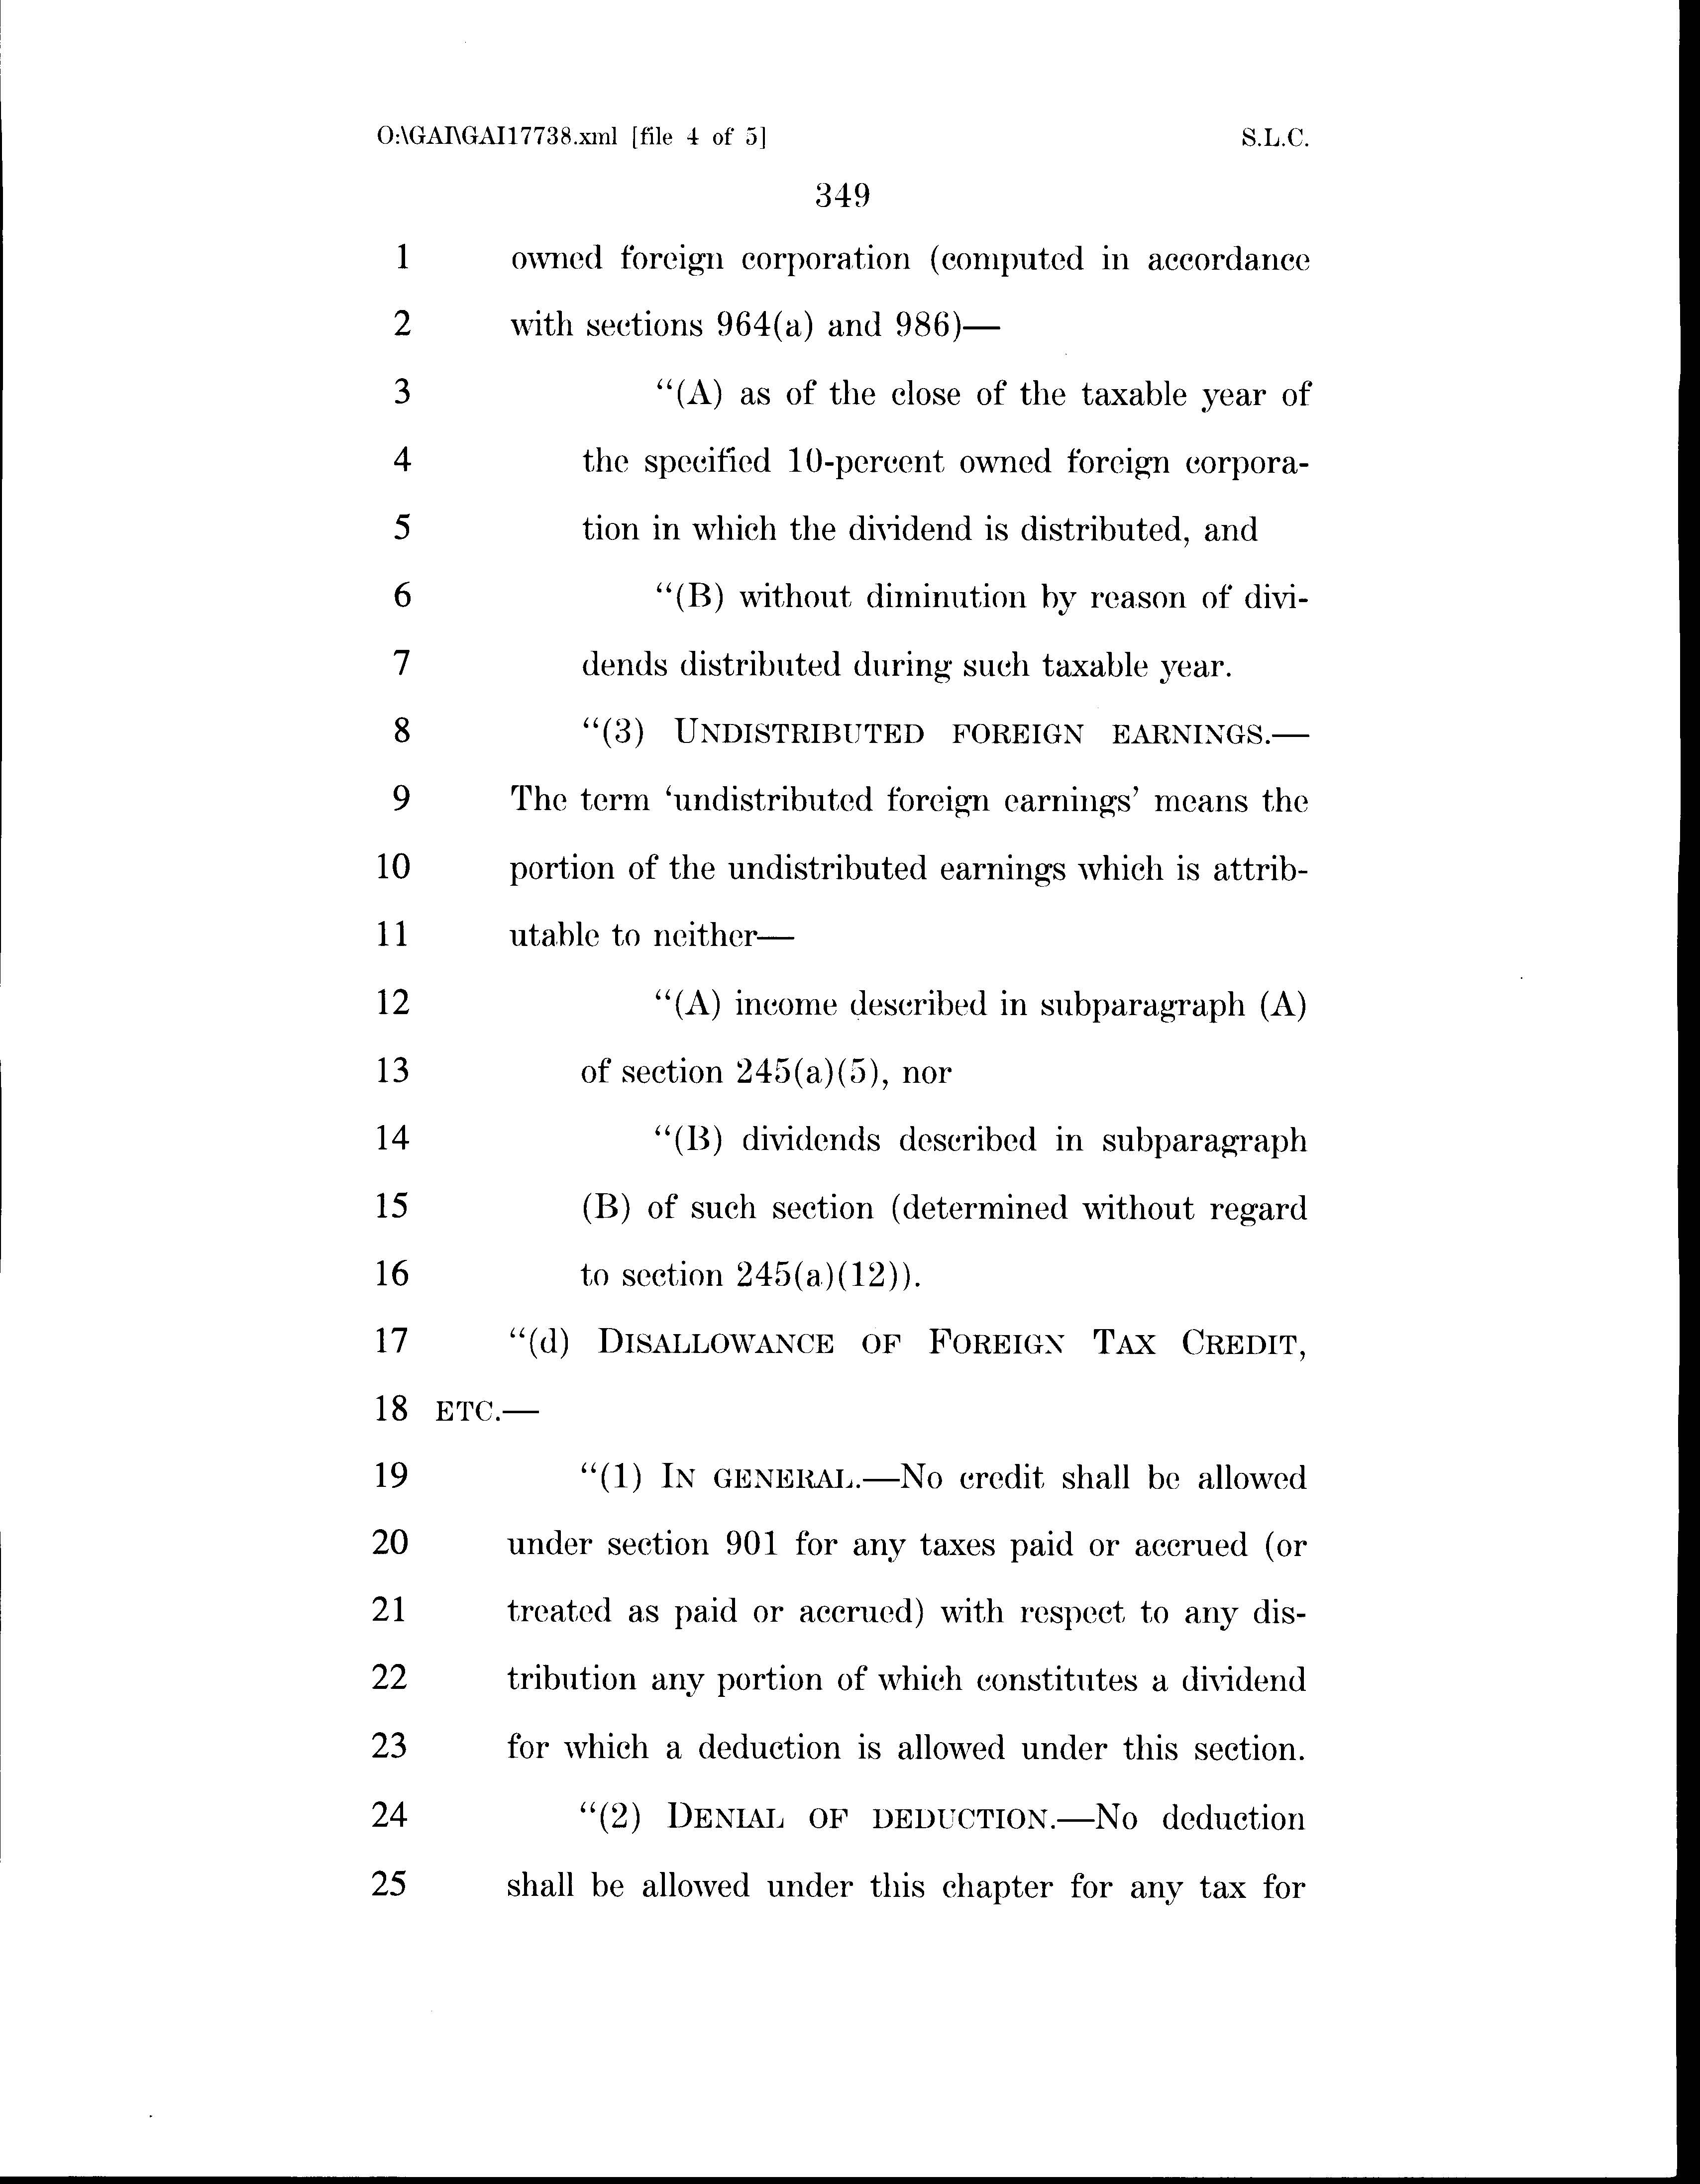 O:\GAI\GAI17738.xml [file 4 of 5] S.L.C.
349
1 owned foreign corporation (computed in accordance
2 with sections 964(a) and 986)—
3 “(A) as of the close of the taxable year of
4 the specified 10-percent owned foreign corpora-
5 tion in which the dividend is distributed, and
6 “(B) without diminution by reason of divi-
7 dends distributed during such taxable year.
8 “(3) UNDISTRIBUTED FOREIGN EARNINGS.—
9 The term ‘undistributed foreign earnings’ means the
10 portion of the undistributed earnings which is attrib-
11 utable to neither—
12 “(A) income described in subparagraph (A)
13 of section 245(a)(5), nor
14 “(B) dividends described in subparagraph
15 (B) of such section (determined without regard
16 to section 245(a)(12)).
17 “(d) DISALLOWANCE OF FOREIGN TAX CREDIT,
18 ETC.—
19 “(1) IN GENERAL.—No credit shall be allowed
20 under section 901 for any taxes paid or accrued (or
21 treated as paid or accrued) with respect to any dis-
22 tribution any portion of which constitutes a dividend
23 for which a deduction is allowed under this section.
24 “(2) DENIAL OF DEDUCTION.—No deduction
25 shall be allowed under this chapter for any tax for